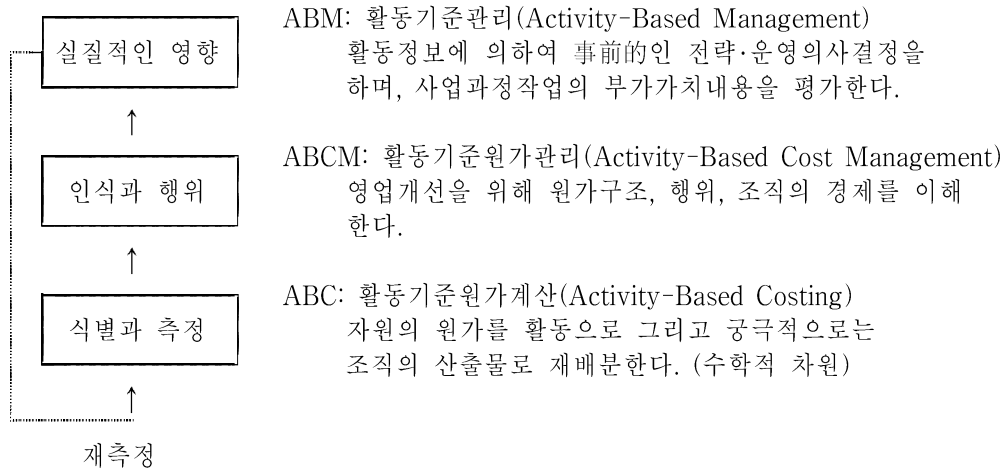 실질적인 영향
ABM: 활동기준관리(Activity-Based Management)
활동정보에 의하여 事前的인 전략·운영의사결정을
하며, 사업과정작업의 부가가치내용을 평가한다.
↑
인식과 행위
ABCM: 활동기준원가관리(Activity-Based Cost Management)
영업개선을 위해 원가구조, 행위, 조직의 경제를 이해
한다.
↑
식별과 측정
ABC: 활동기준원가계산(Activity-Based Costing)
자원의 원가를 활동으로 그리고 궁극적으로는
조직의 산출물로 재배분한다. (수학적 차원)
↑
재측정